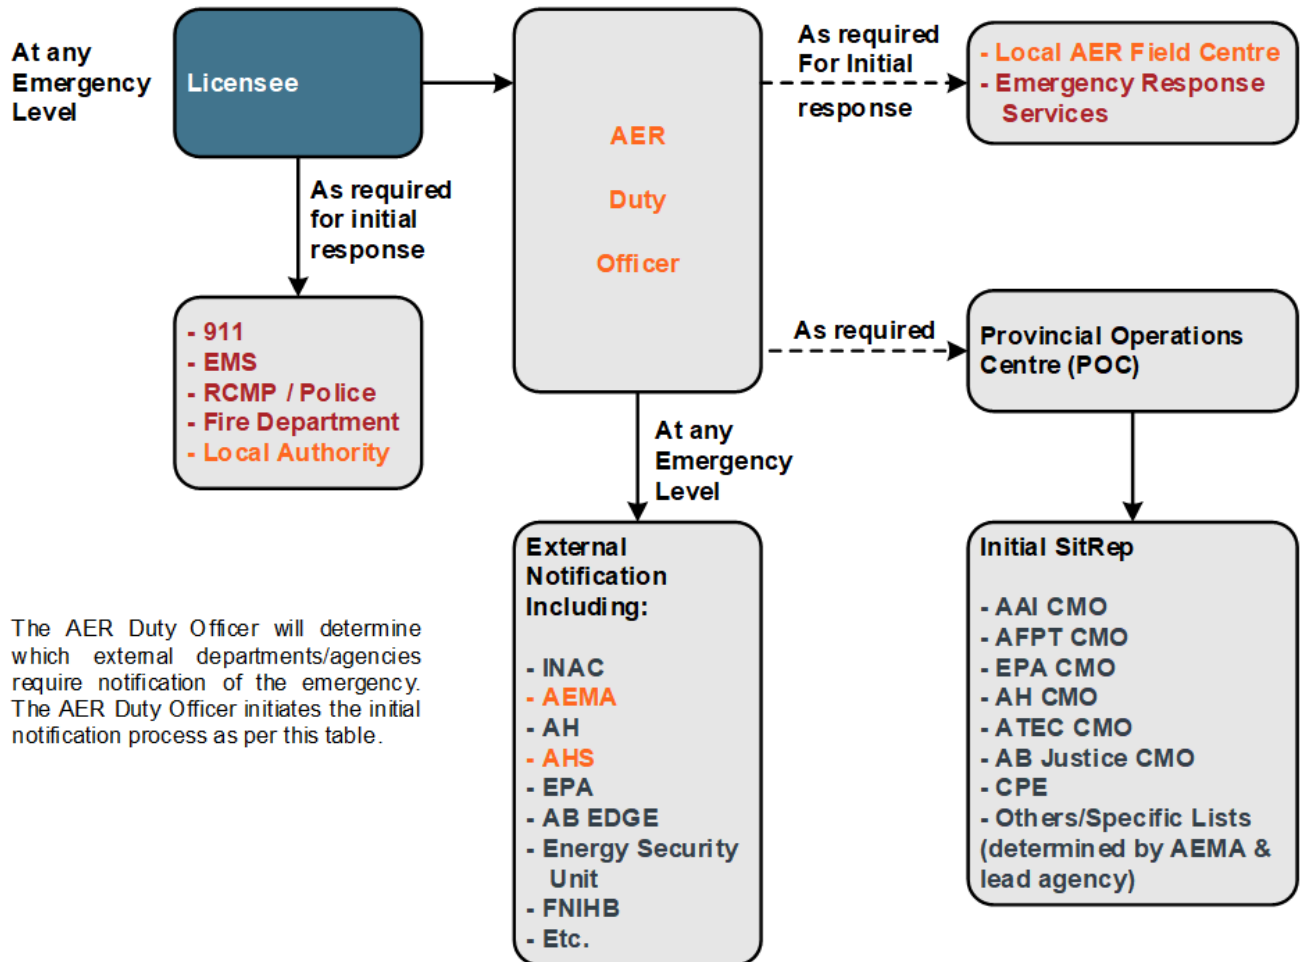 At any
Emergency
Level
Licensee
As required
for initial
response
- 911
- EMS
- RCMP / Police
- Fire Department
- Local Authority
AER
Duty
Officer
As required
For Initial
response
- Local AER Field Centre
- Emergency Response
Services
As required
Provincial Operations
Centre (POC)
At any
Emergency
Level
External
Notification
Including:
- INAC
- AEMA
- AH
- AHS
- EPA
- AB EDGE
- Energy Security
Unit
- FNIHB
- Etc.
Initial SitRep
- AAI CMO
- AFPT CMO
- EPA CMO
- AH CMO
- ATEC CMO
- AB Justice CMO
- CPE
- Others/Specific Lists
(determined by AEMA &
lead agency)
The AER Duty Officer will determine
which external departments/agencies
require notification of the emergency.
The AER Duty Officer initiates the initial
notification process as per this table.